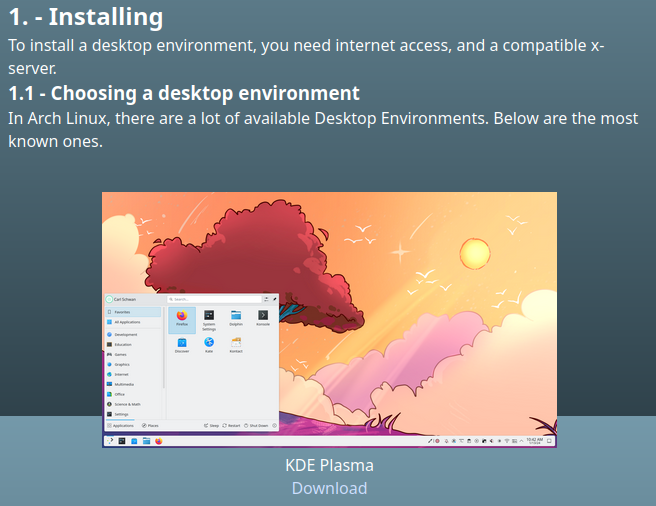 1. - Installing
To install a desktop environment, you need internet access, and a compatible x-
server.
1.1 - Choosing a desktop environment
In Arch Linux, there are a lot of available Desktop Environments. Below are the most
known ones.
Carl Schwan
Search...
Favorites
All Applications
Firefox
System
Settings
Dolphin
Konsole
Development
Education
Discover
Kate
Kontact
Games
Graphics
Internet
Multimedia
Office
Science & Math
Settings
Applications
Places
Sleep
Restart
Shut Down
10:42 AM
KDE Plasma
Download